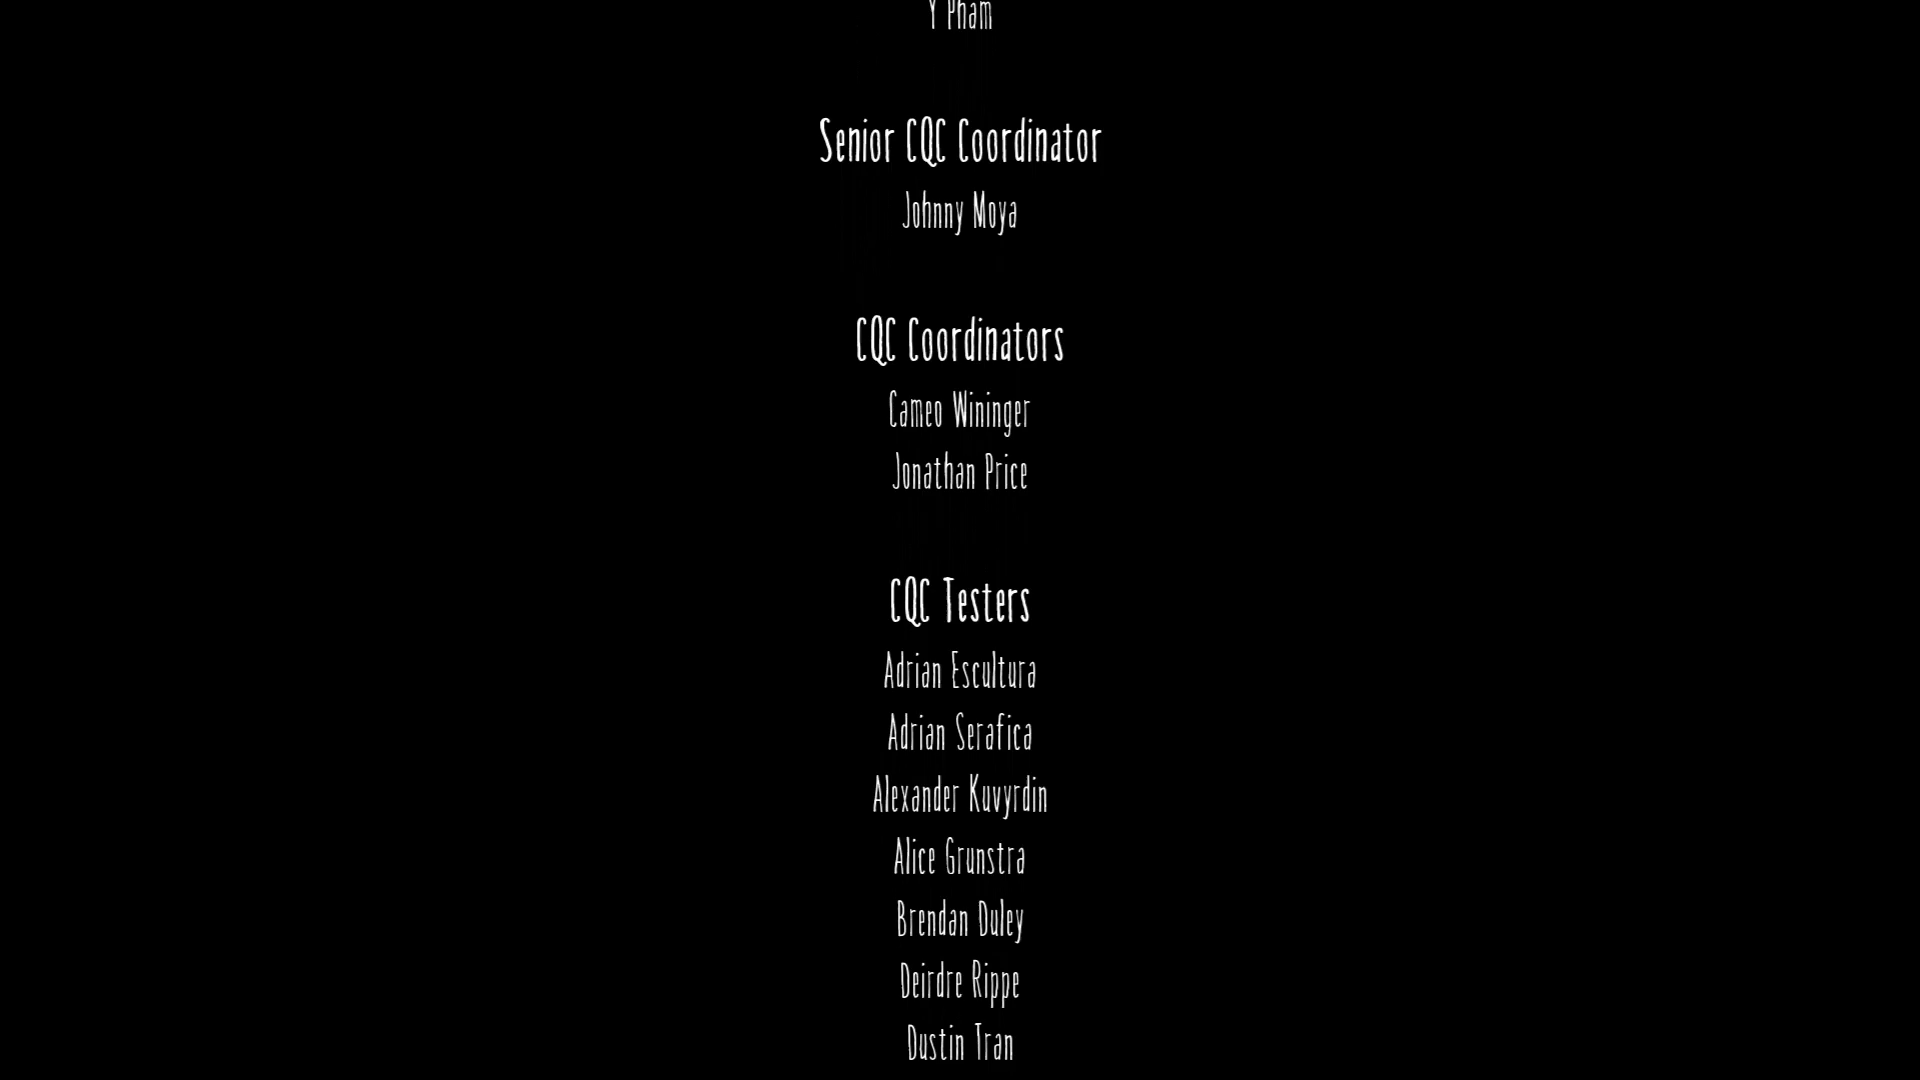 Y Pham
Senior CQC Coordinator
Johnny Moya
CQC Coordinators
Cameo Wininger
Jonathan Price
CQC Testers
Adrian Escultura
Adrian Serafica
Alexander Kuvyrdin
Alice Grunstra
Brendan Duley
Deirdre Rippe
Dustin Tran